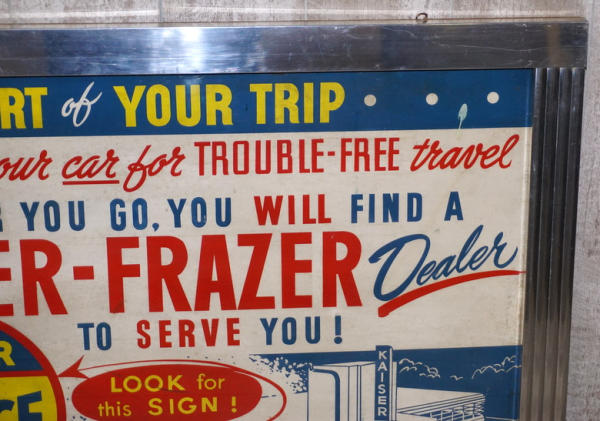 RT of YOUR TRIP
our car for TROUBLE-FREE travel
R YOU GO, YOU WILL FIND A
ER-FRAZER Dealer
TO SERVE YOU!
R
CE
LOOK for
this SIGN!
KAISER